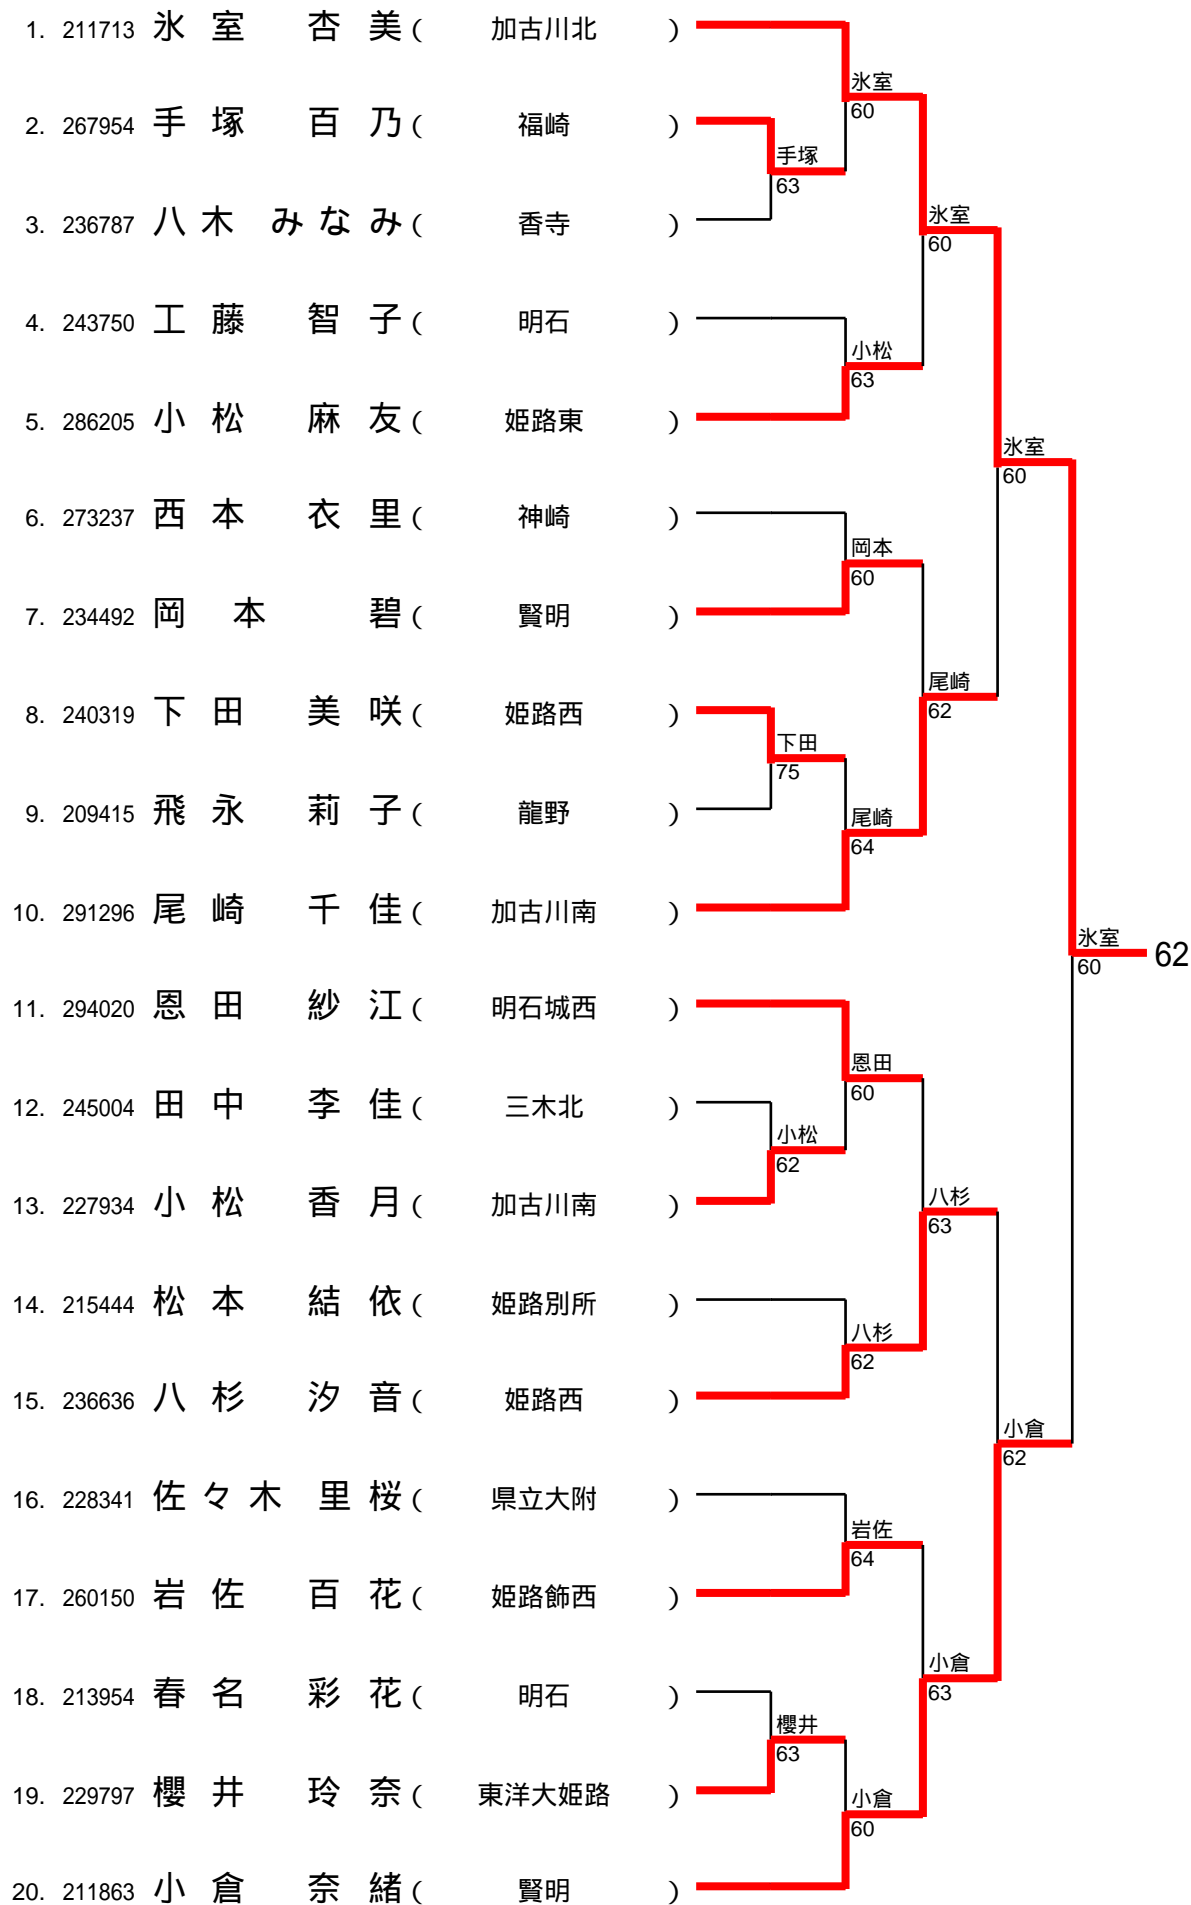 1. 211713 氷室 杏美 ( 加古川北 )
氷室
60
2. 267954 手塚 百乃 ( 福崎 )
手塚
63
3. 236787 八木 みなみ ( 香寺 )
氷室
60
4. 243750 工藤 智子 ( 明石 )
小松
63
5. 286205 小松 麻友 ( 姫路東 )
氷室
60
6. 273237 西本 衣里 ( 神崎 )
岡本
60
7. 234492 岡本 碧 ( 賢明 )
尾崎
62
8. 240319 下田 美咲 ( 姫路西 )
下田
75
9. 209415 飛永 莉子 ( 龍野 )
尾崎
64
10. 291296 尾崎 千佳 ( 加古川南 )
氷室
60
62
11. 294020 恩田 紗江 ( 明石城西 )
恩田
60
12. 245004 田中 李佳 ( 三木北 )
小松
62
13. 227934 小松 香月 ( 加古川南 )
八杉
63
14. 215444 松本 結依 ( 姫路別所 )
八杉
62
15. 236636 八杉 汐音 ( 姫路西 )
小倉
62
16. 228341 佐々木 里桜 ( 県立大附 )
岩佐
64
17. 260150 岩佐 百花 ( 姫路飾西 )
小倉
63
18. 213954 春名 彩花 ( 明石 )
櫻井
63
19. 229797 櫻井 玲奈 ( 東洋大姫路 )
小倉
60
20. 211863 小倉 奈緒 ( 賢明 )